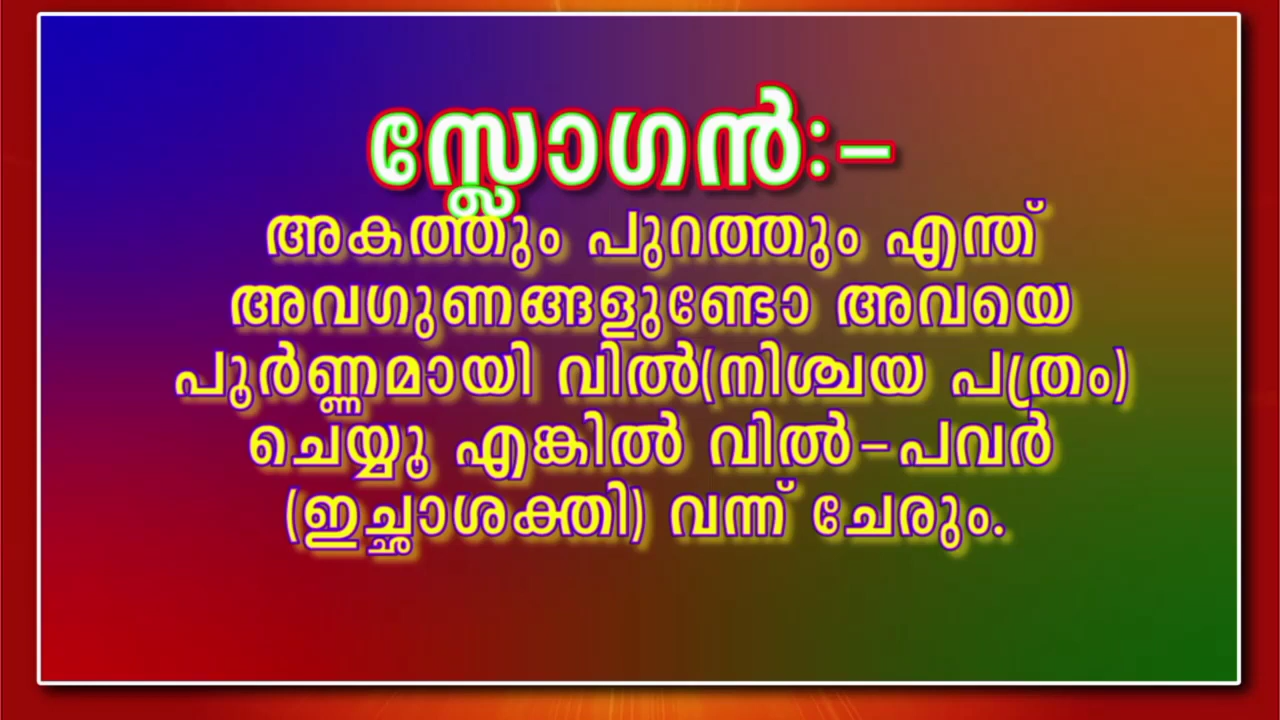 സ്ലോഗൻ:-
അകത്തും പുറത്തും എന്ത്
അവഗുണങ്ങളുണ്ടോ അവയെ
പൂർണ്ണമായി വിൽ(നിശ്ചയ പത്രം)
ചെയ്യൂ എങ്കിൽ വിൽ-പവർ
(ഇച്ഛാശക്തി) വന്ന് ചേരും.